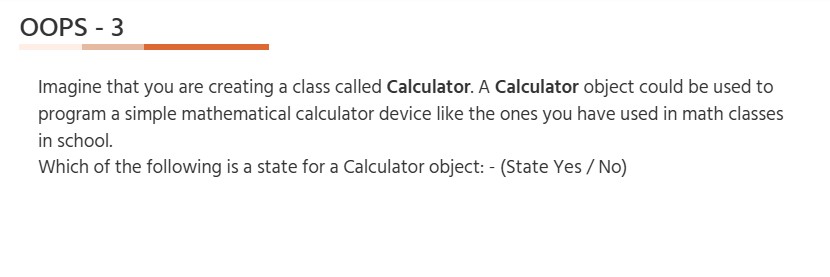 OOPS - 3
Imagine that you are creating a class called Calculator. A Calculator object could be used to
program a simple mathematical calculator device like the ones you have used in math classes
in school.
Which of the following is a state for a Calculator object: - (State Yes / No)